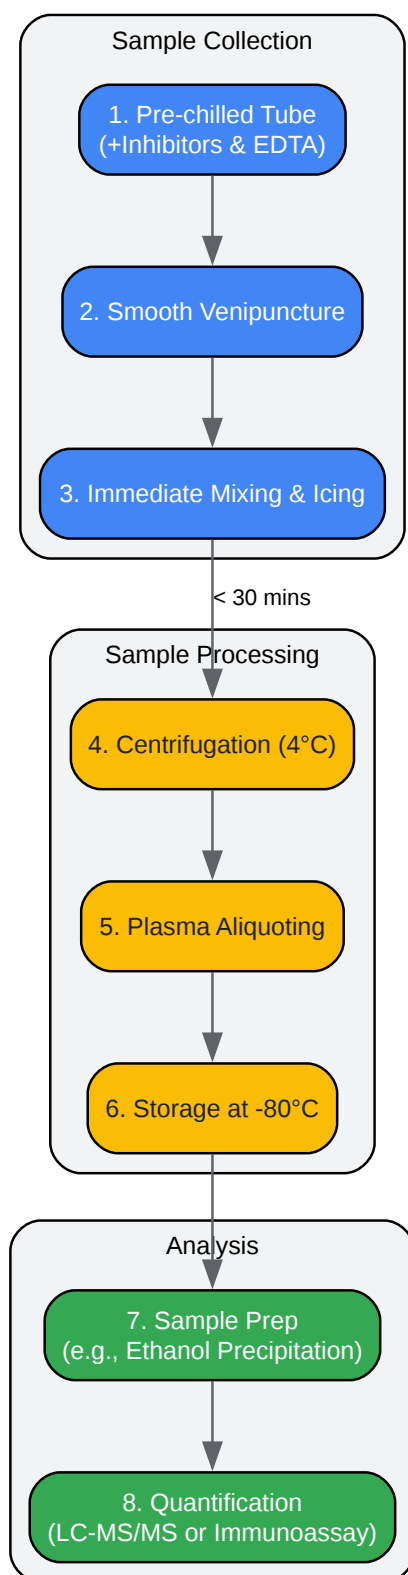 Sample Collection
1. Pre-chilled Tube
(+Inhibitors & EDTA)
2. Smooth Venipuncture
3. Immediate Mixing & Icing
< 30 mins
Sample Processing
4. Centrifugation (4°C)
5. Plasma Aliquoting
6. Storage at -80°C
Analysis
7. Sample Prep
(e.g., Ethanol Precipitation)
8. Quantification
(LC-MS/MS or Immunoassay)